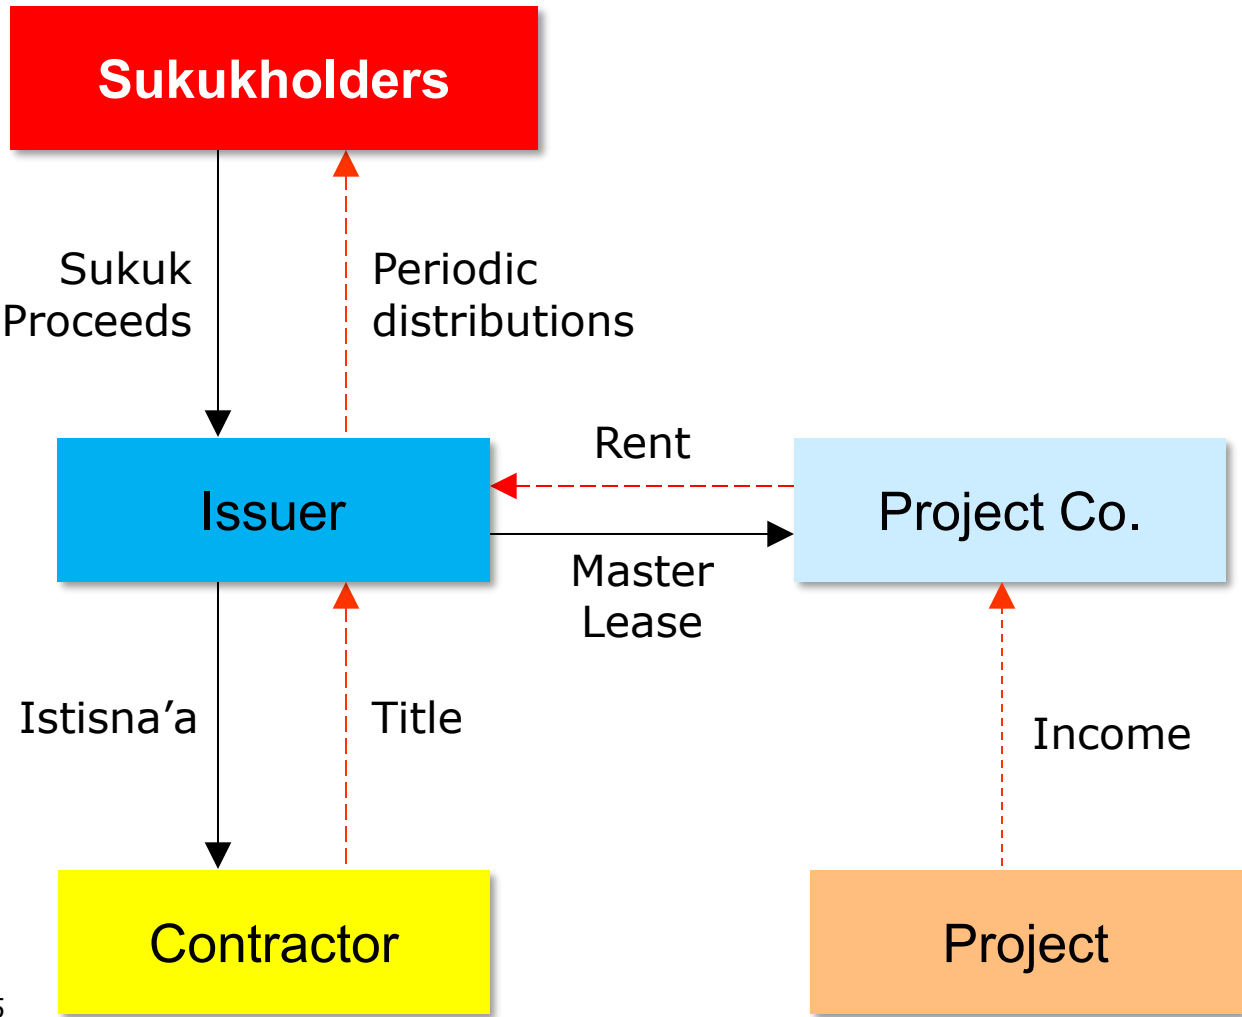 Sukukholders
Sukuk
Proceeds
Periodic
distributions
Rent
Issuer
Project Co.
Master
Lease
Istisna’a
Title
Income
Contractor
Project